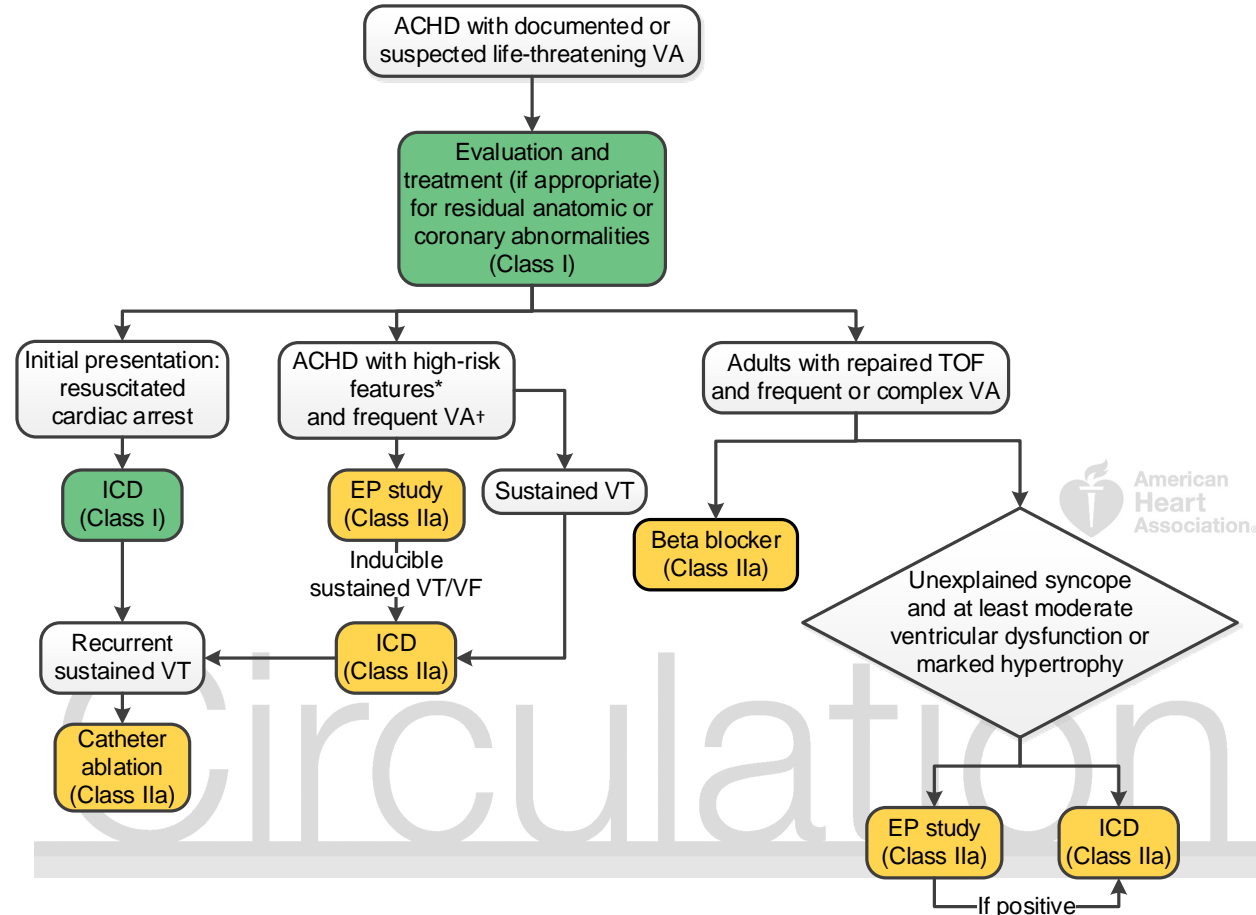 ACHD with documented or
suspected life-threatening VA
Evaluation and
treatment (if appropriate)
for residual anatomic or
coronary abnormalities
(Class I)
Initial presentation:
resuscitated
cardiac arrest
ACHD with high-risk
features*
and frequent VA†
Adults with repaired TOF
and frequent or complex VA
ICD
(Class I)
EP study
(Class IIa)
Sustained VT
American
Heart
Association®
Beta blocker
(Class IIa)
Inducible
sustained VT/VF
Unexplained syncope
and at least moderate
ventricular dysfunction or
marked hypertrophy
Recurrent
sustained VT
ICD
(Class IIa)
Catheter
ablation
(Class IIa)
Circulation
EP study
(Class IIa)
ICD
(Class IIa)
If positive